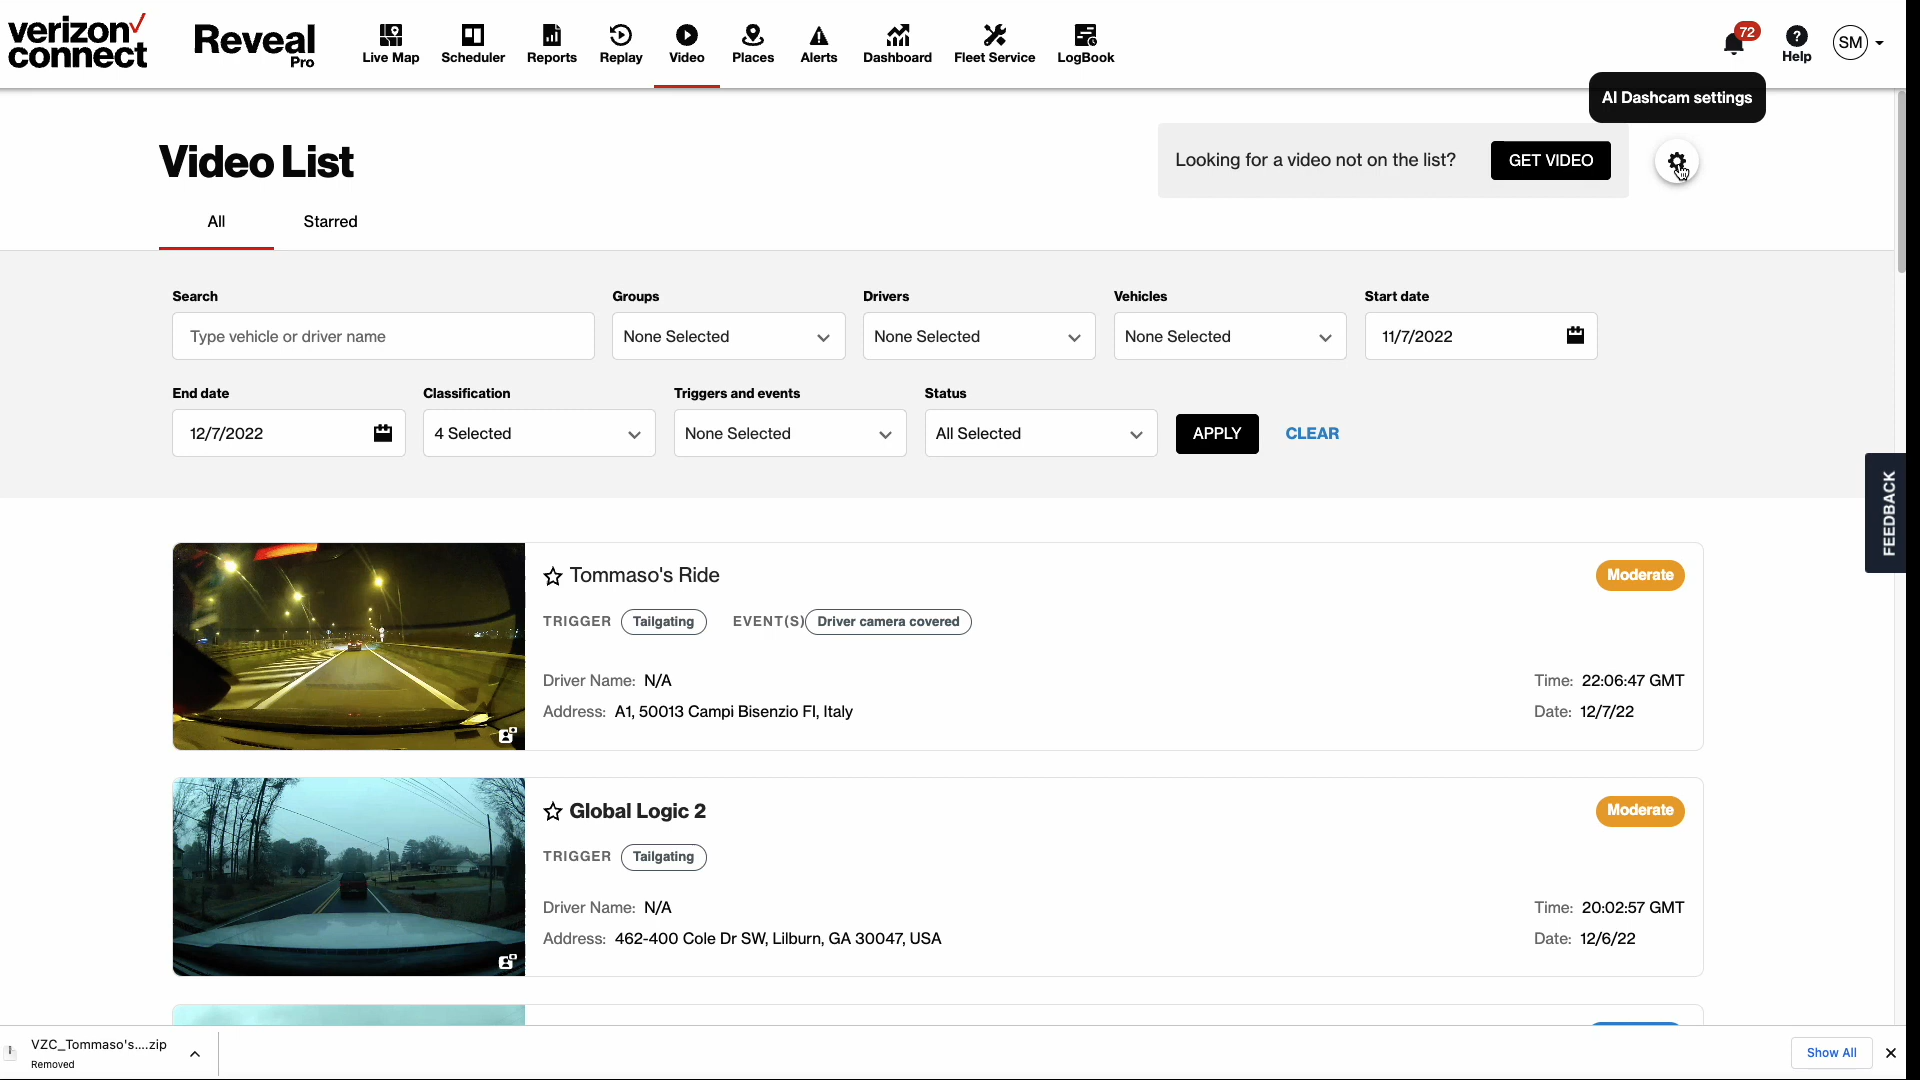 verizon
connect
Reveal
Pro
Live Map
Scheduler
Reports
Replay
Video
Places
Alerts
Dashboard
Fleet Service
LogBook
72
Help
SM
AI Dashcam settings
Video List
Looking for a video not on the list?
GET VIDEO
All
Starred
Search
Groups
Drivers
Vehicles
Start date
Type vehicle or driver name
None Selected
None Selected
None Selected
11/7/2022
End date
Classification
Triggers and events
Status
12/7/2022
4 Selected
None Selected
All Selected
APPLY
CLEAR
FEEDBACK
Tommaso's Ride
Moderate
TRIGGER Tailgating EVENT(S) Driver camera covered
Driver Name: N/A
Time: 22:06:47 GMT
Address: A1, 50013 Campi Bisenzio FI, Italy
Date: 12/7/22
Global Logic 2
Moderate
TRIGGER Tailgating
Driver Name: N/A
Time: 20:02:57 GMT
Address: 462-400 Cole Dr SW, Lilburn, GA 30047, USA
Date: 12/6/22
VZC_Tommaso's....zip
Removed
Show All